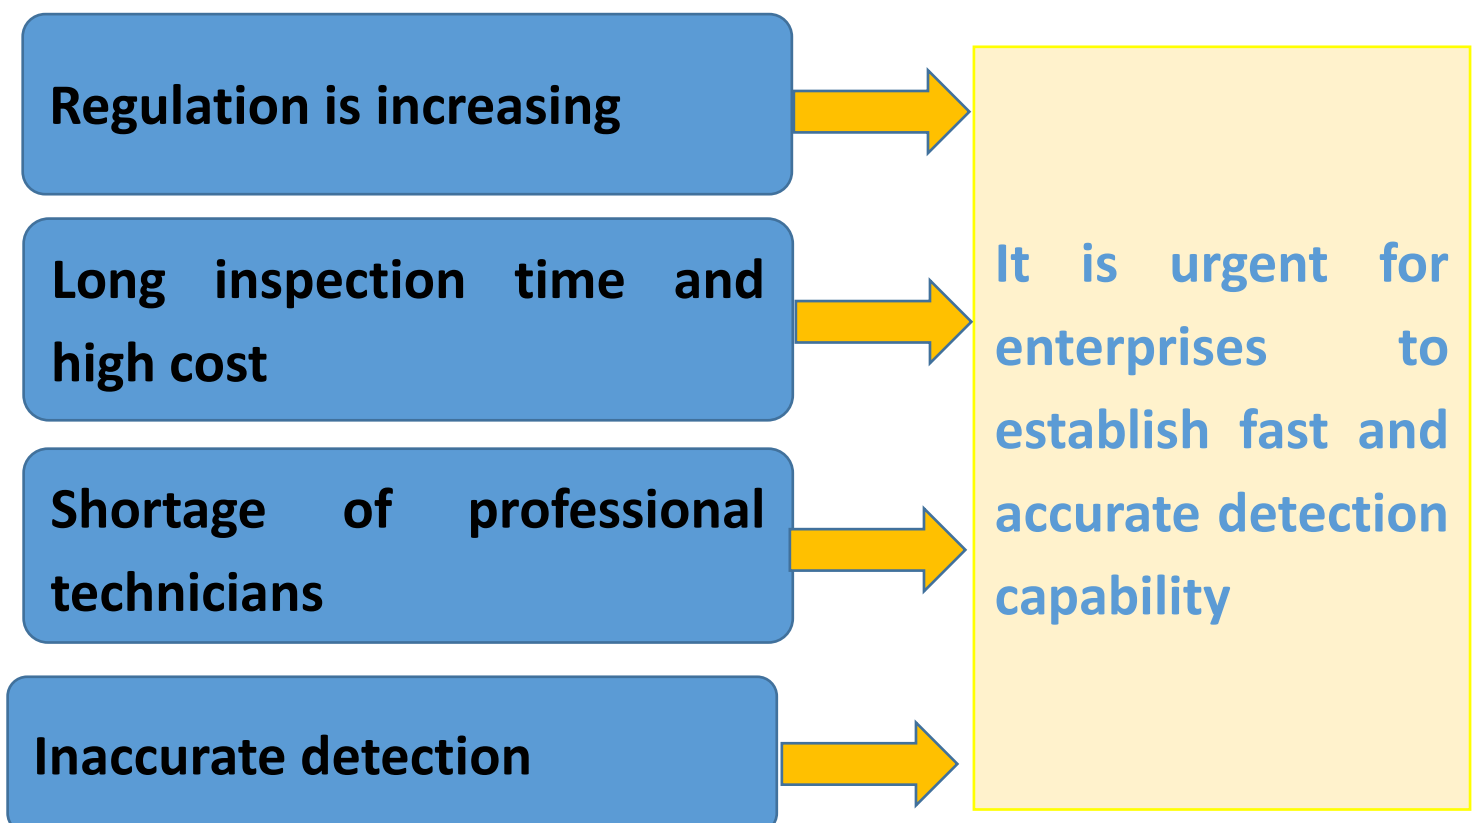 Regulation is increasing
Long inspection time and
high cost
Shortage of professional
technicians
Inaccurate detection
It is urgent for
enterprises to
establish fast and
accurate detection
capability